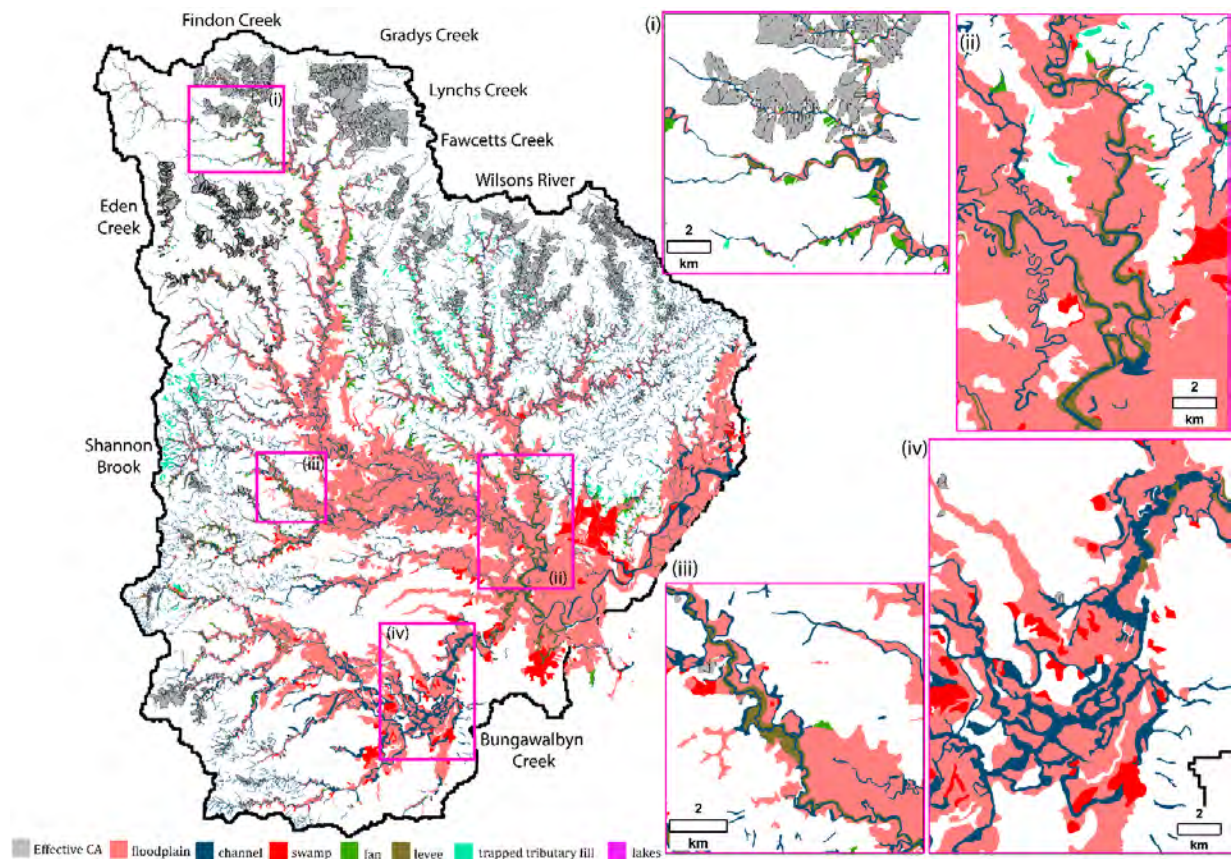 Findon Creek
Gradys Creek
Lynchs Creek
Fawcetts Creek
Wilsons River
Eden
Creek
Shannon
Brook
Bungawalbyn
Creek
(i)
(iii)
(ii)
(iv)
(i)
2
km
(ii)
2
km
(iii)
2
km
(iv)
2
km
Effective CA floodplain channel swamp fan levee trapped tributary fill lakes